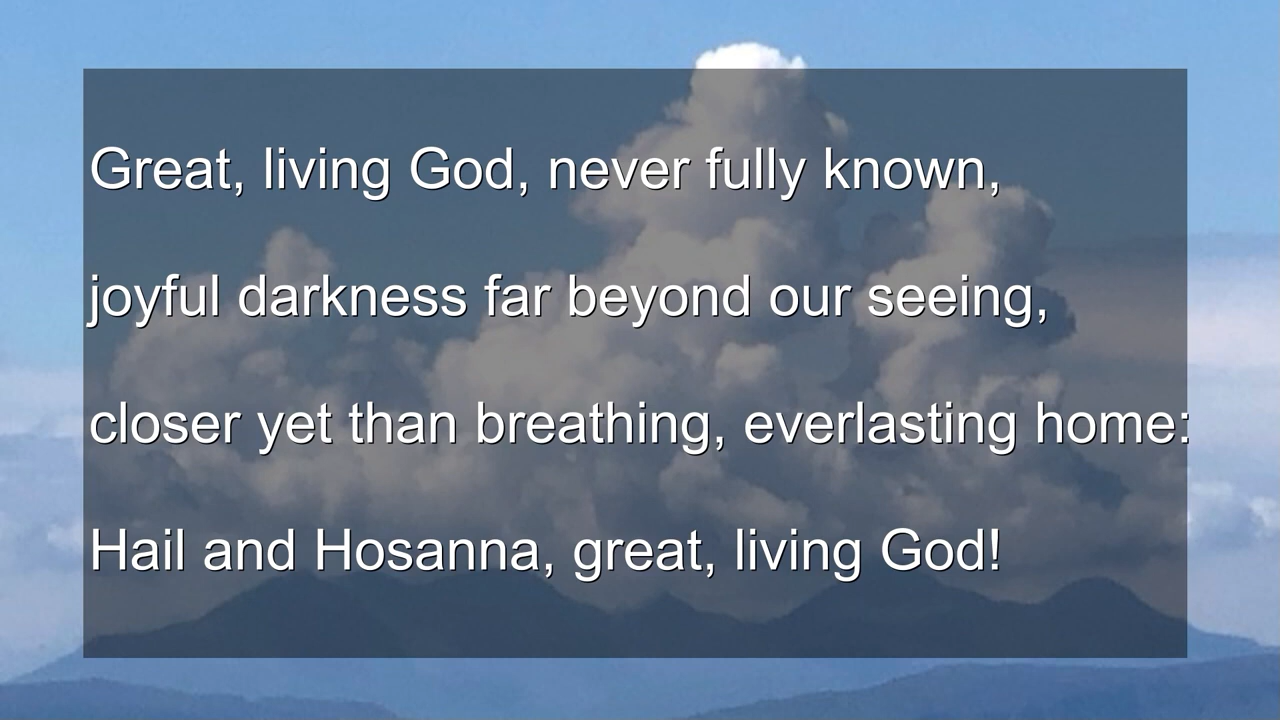 Great, living God, never fully known,
joyful darkness far beyond our seeing,
closer yet than breathing, everlasting home:
Hail and Hosanna, great, living God!